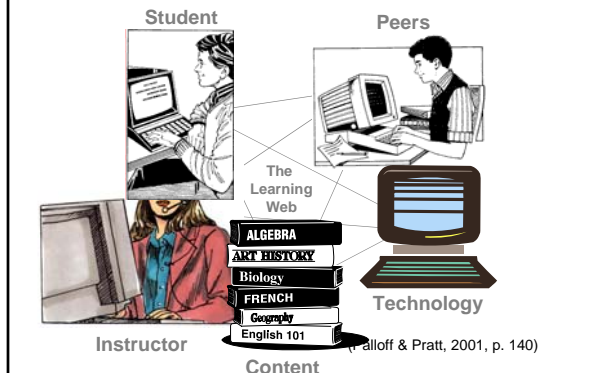 Student
Peers
The
Learning
Web
ALGEBRA
ART HISTORY
Biology
FRENCH
Geography
English 101
Technology
Instructor
(Palloff & Pratt, 2001, p. 140)
Content